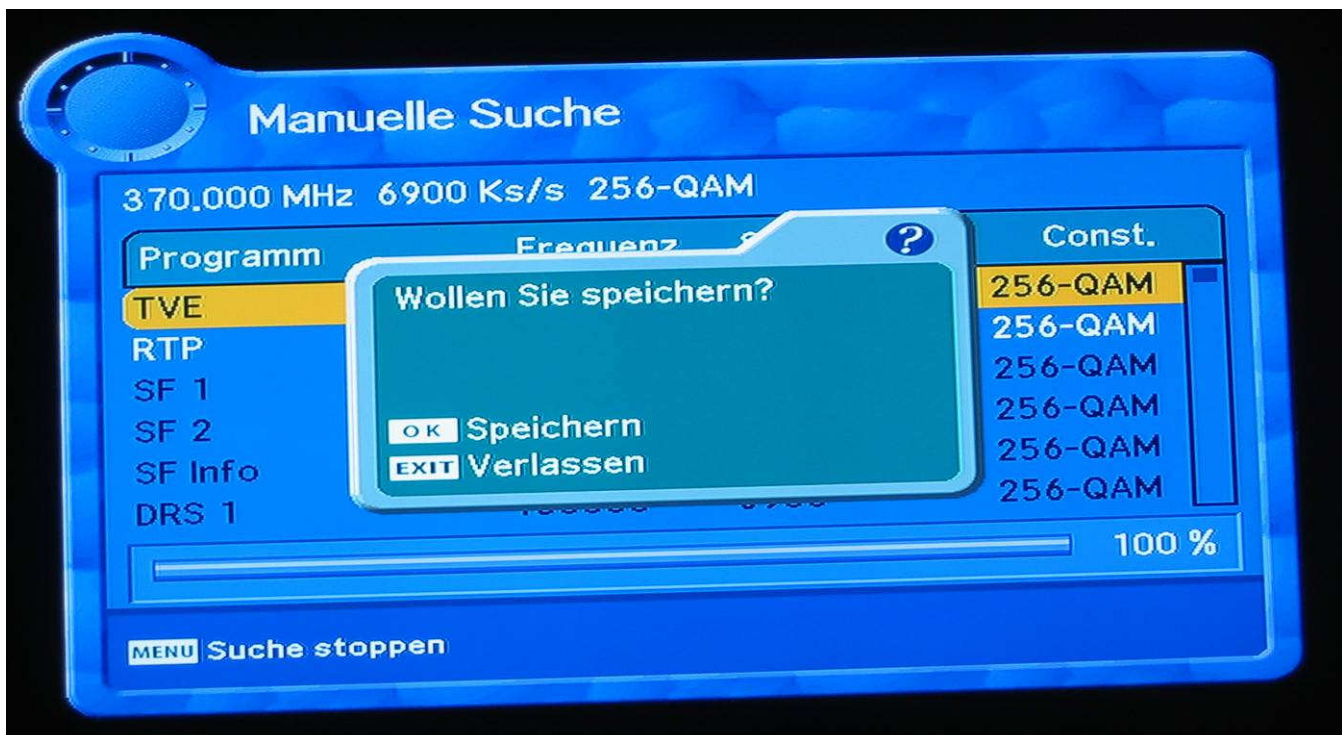 Manuelle Suche
370.000 MHz 6900 Ks/s 256-QAM
Programm Frequenz Const.
TVE 256-QAM
RTP 256-QAM
SF 1 256-QAM
SF 2 256-QAM
SF Info 256-QAM
DRS 1 256-QAM
?
Wollen Sie speichern?
OK Speichern
EXIT Verlassen
100 %
MENU Suche stoppen